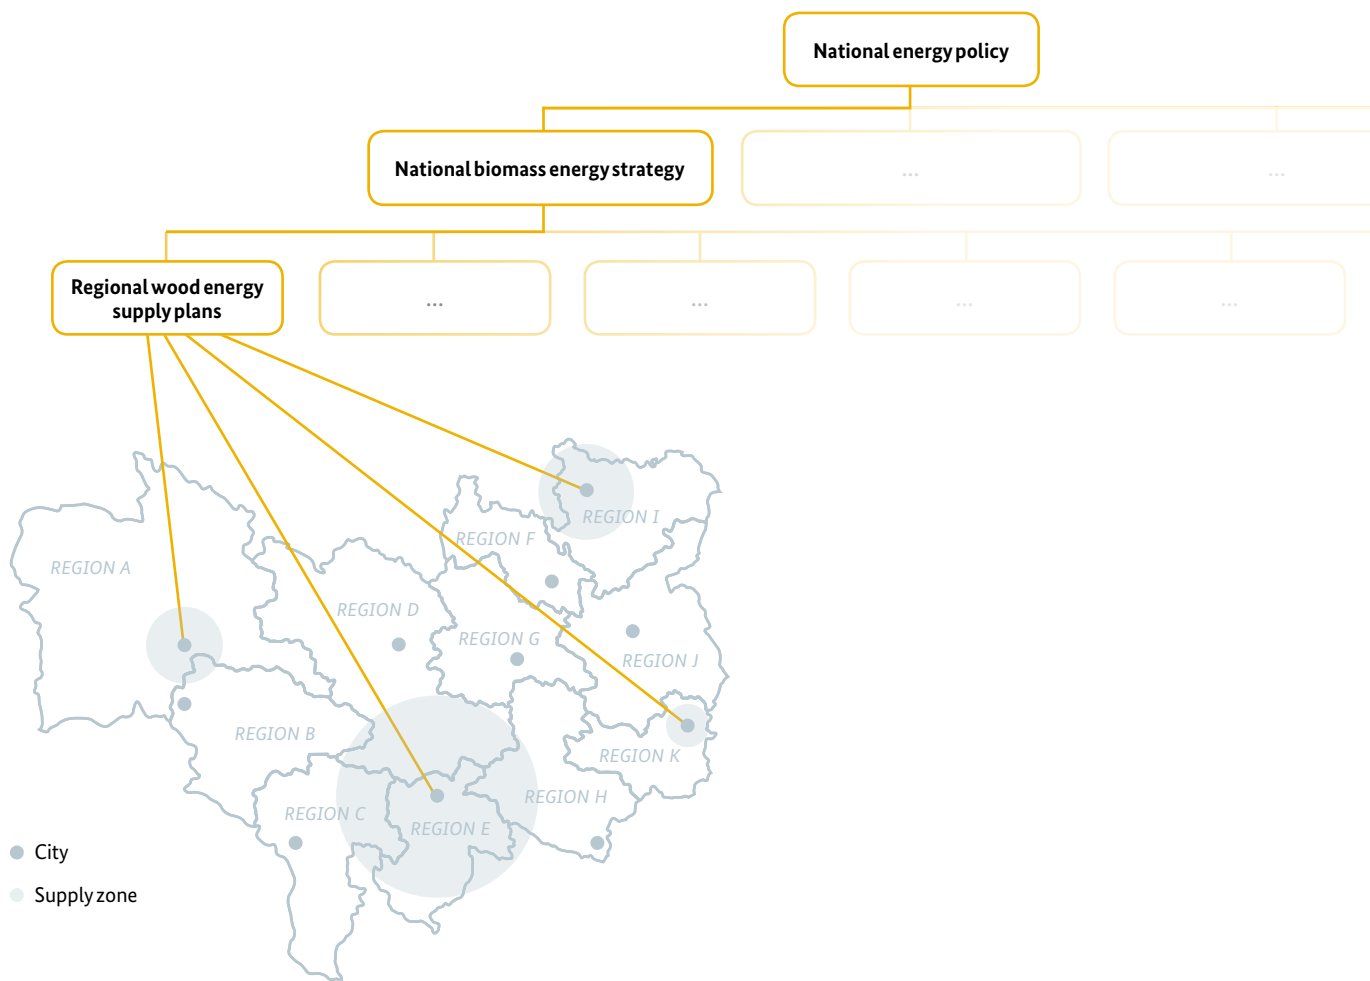 National energy policy
National biomass energy strategy
...
...
Regional wood energy
supply plans
...
...
...
...
REGION I
REGION F
REGION A
REGION D
REGION G
REGION J
REGION B
REGION K
REGION H
REGION C
REGION E
City
Supply zone